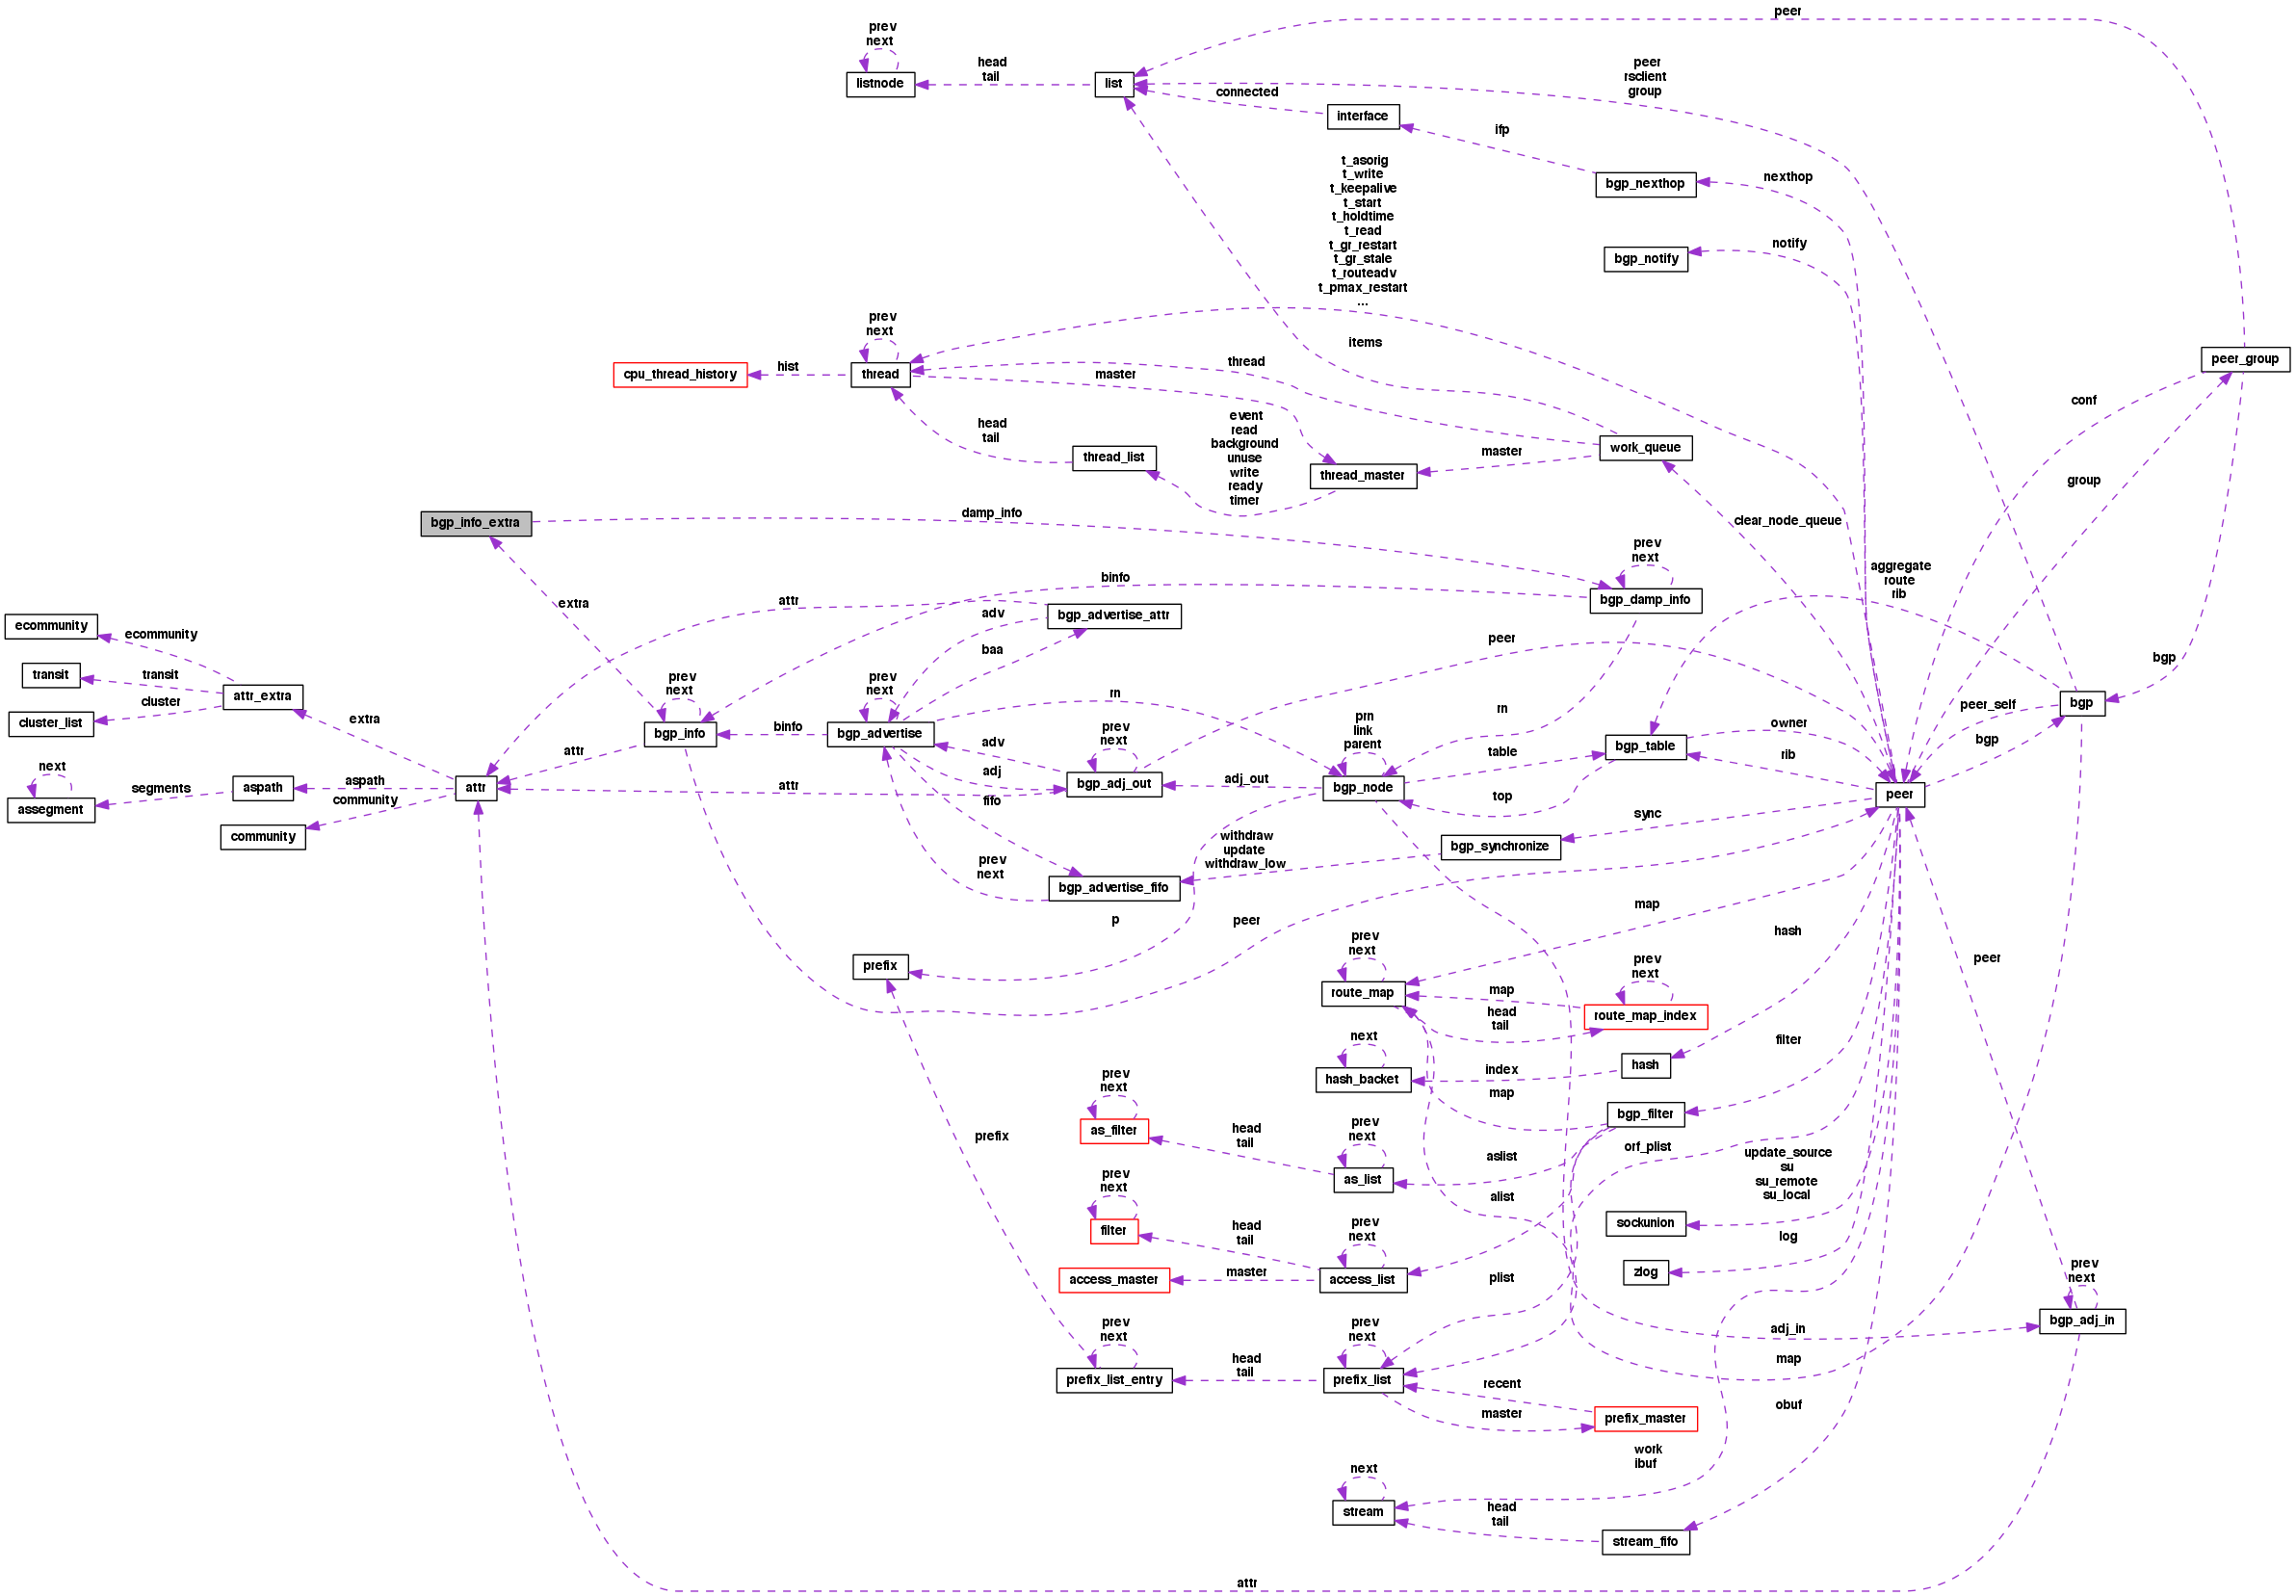 peer
prev
next
listnode
head
tail
list
peer
rsclient
group
connected
interface
ifp
bgp_nexthop
nexthop
bgp_notify
notify
t_asorig
t_write
t_keepalive
t_start
t_holdtime
t_read
t_gr_restart
t_gr_stale
t_routeadv
t_pmax_restart
...
items
prev
next
cpu_thread_history
hist
thread
thread
master
peer_group
conf
group
bgp
head
tail
thread_list
event
read
background
unuse
write
ready
timer
thread_master
master
work_queue
clear_node_queue
bgp_info_extra
damp_info
prev
next
bgp_damp_info
binfo
aggregate
route
rib
extra
attr
adv
bgp_advertise_attr
baa
peer
rn
ecommunity
ecommunity
transit
transit
cluster_list
cluster
attr_extra
extra
prev
next
bgp_info
binfo
prev
next
bgp_advertise
rn
adv
adj
fifo
prev
next
bgp_adj_out
attr
adj_out
prn
link
parent
bgp_node
table
top
bgp_table
owner
rib
peer
peer_self
bgp
bgp
next
assegment
segments
aspath
aspath
community
community
attr
attr
sync
bgp_synchronize
withdraw
update
withdraw_low
bgp_advertise_fifo
prev
next
p
peer
prefix
map
hash
peer
prev
next
route_map
map
head
tail
prev
next
route_map_index
next
hash_backet
index
hash
filter
map
bgp_filter
prev
next
as_filter
head
tail
prev
next
as_list
aslist
orf_plist
prefix
update_source
su
su_remote
su_local
sockunion
prev
next
filter
head
tail
alist
prev
next
access_list
access_master
master
log
zlog
plist
prev
next
bgp_adj_in
adj_in
map
prev
next
prefix_list_entry
head
tail
prev
next
prefix_list
recent
master
prefix_master
obuf
work
ibuf
next
stream
head
tail
stream_fifo
attr